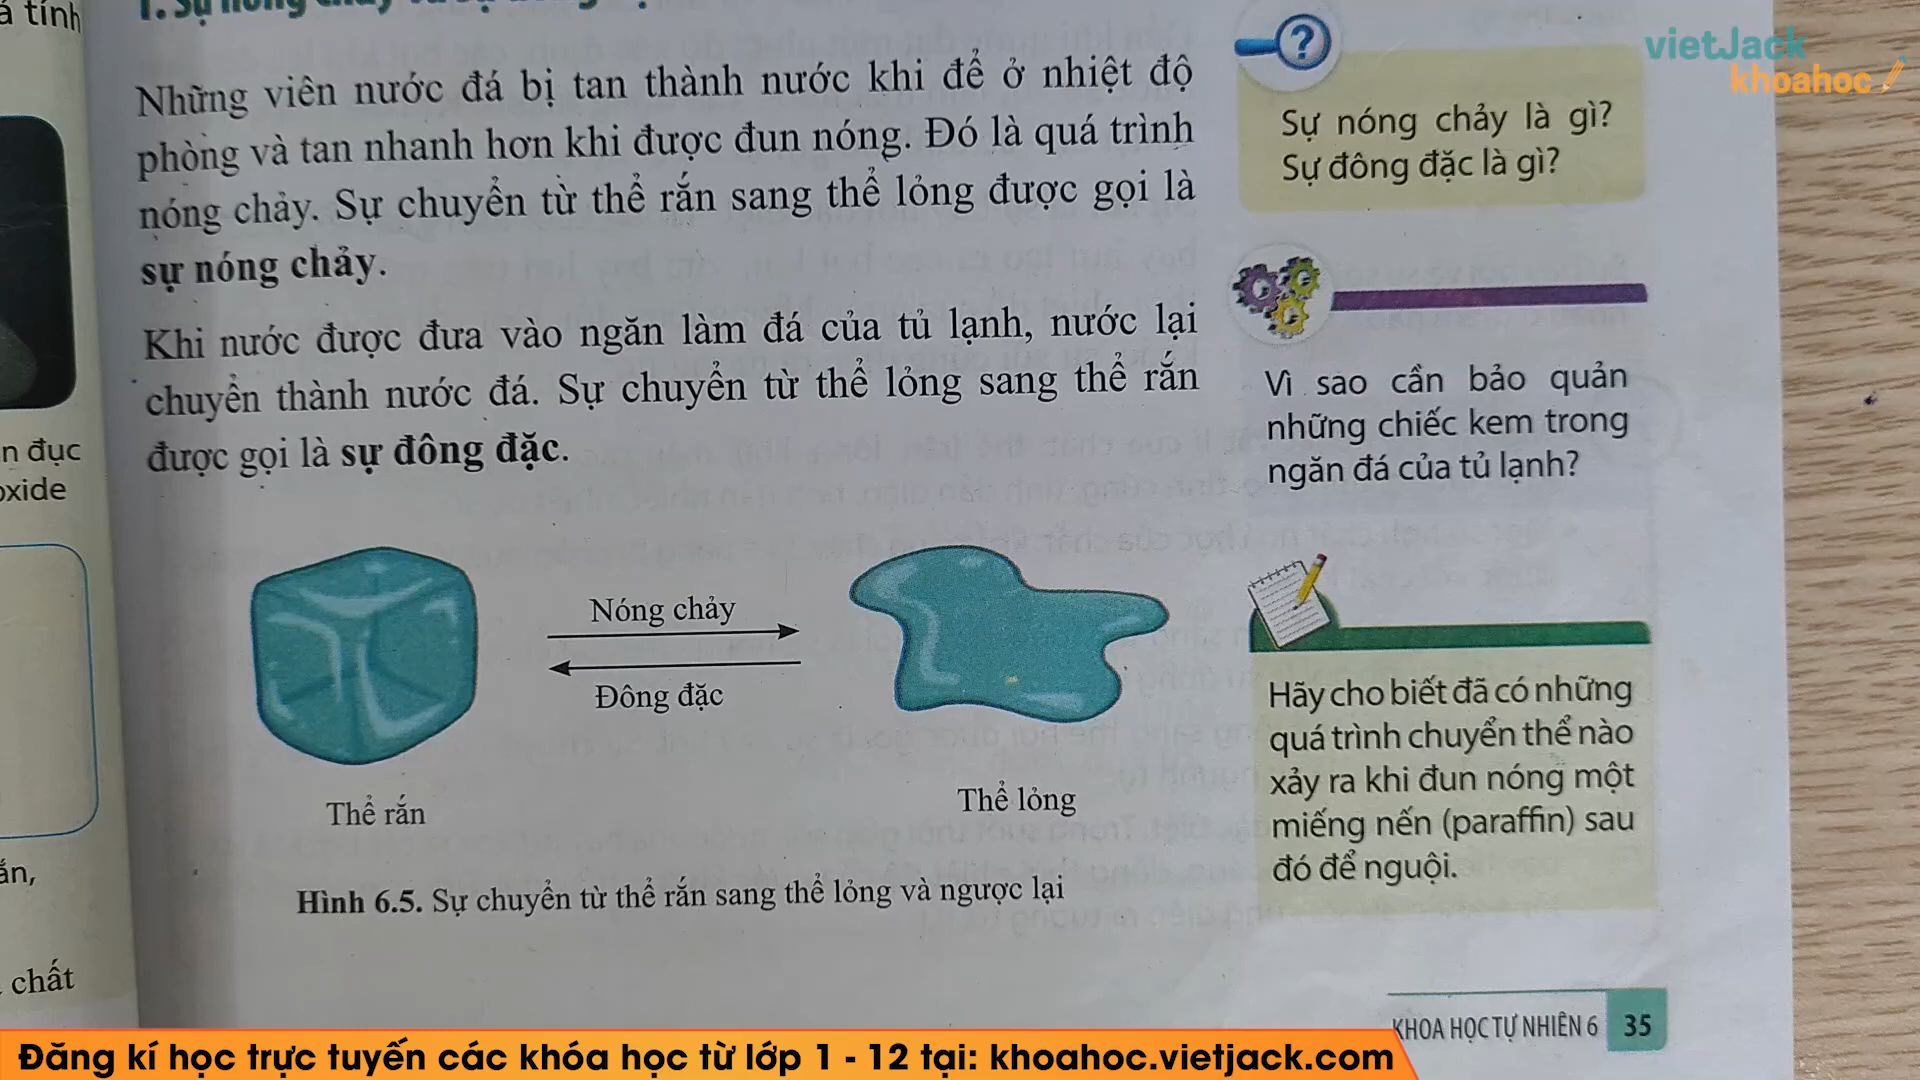 á tính
1. Sự nóng chảy và sự
Những viên nước đá bị tan thành nước khi để ở nhiệt độ
phòng và tan nhanh hơn khi được đun nóng. Đó là quá trình
nóng chảy. Sự chuyển từ thể rắn sang thể lỏng được gọi là
sự nóng chảy.
Khi nước được đưa vào ngăn làm đá của tủ lạnh, nước lại
chuyển thành nước đá. Sự chuyển từ thể lỏng sang thể rắn
được gọi là sự đông đặc.
Nóng chảy
Đông đặc
Thể rắn
Thể lỏng
Hình 6.5. Sự chuyển từ thể rắn sang thể lỏng và ngược lại
n đục
oxide
ắn,
chất
?
Sự nóng chảy là gì?
Sự đông đặc là gì?
Vì sao cần bảo quản
những chiếc kem trong
ngăn đá của tủ lạnh?
Hãy cho biết đã có những
quá trình chuyển thể nào
xảy ra khi đun nóng một
miếng nến (paraffin) sau
đó để nguội.
KHOA HỌC TỰ NHIÊN 6 35
vietJack
khoahoc
Đăng kí học trực tuyến các khóa học từ lớp 1 - 12 tại: khoahoc.vietjack.com